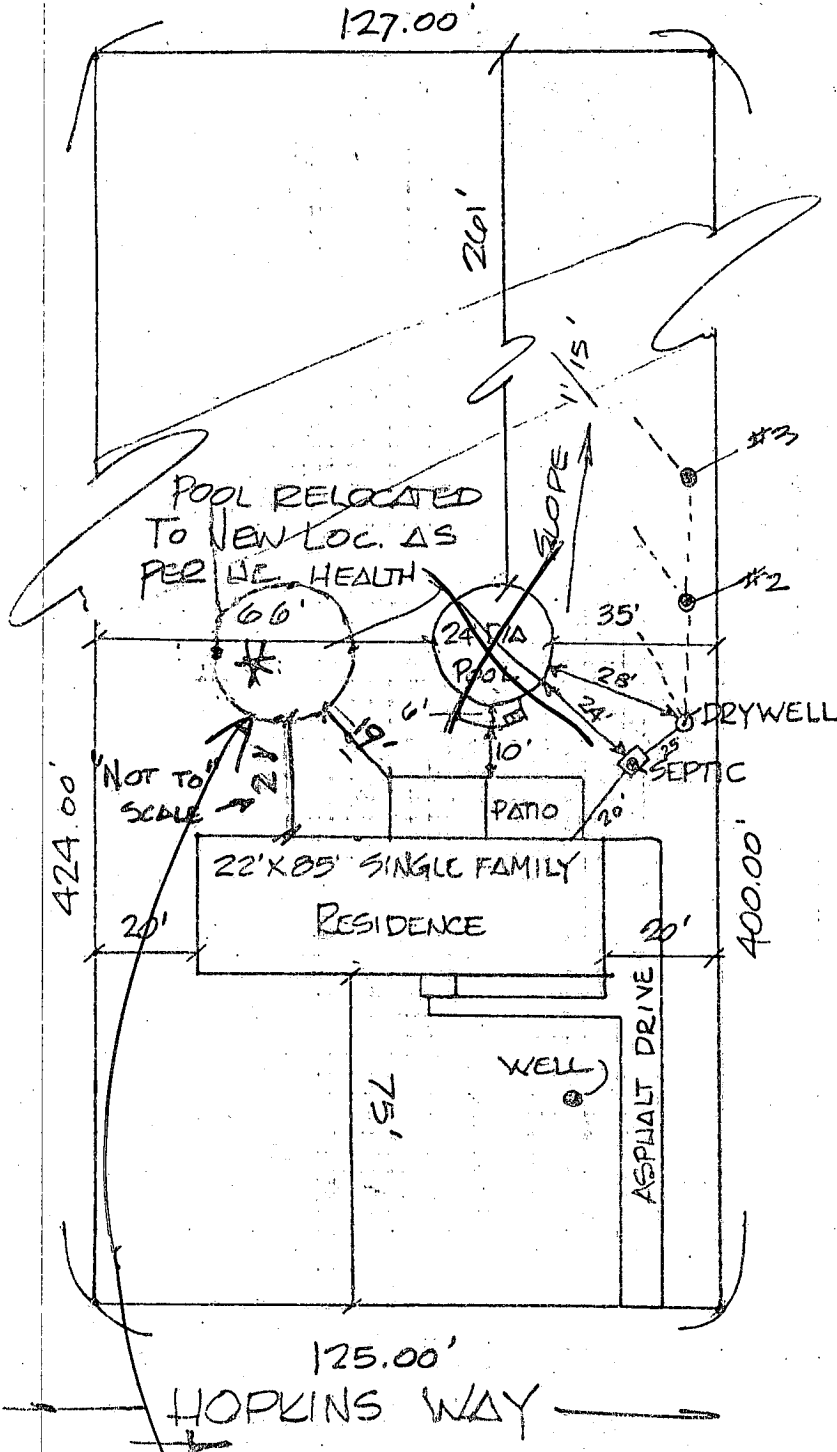 127.00'
261'
1'/15'
SLOPE
#3
#2
POOL RELOCATED
TO NEW LOC. AS
PER HC HEALTH
66'
24' DIA
POOL
35'
28'
24'
6'
10'
19'
21'
DRYWELL
25'
SEPTIC
20'
"NOT TO"
SCALE
PATIO
424.00'
22'X85' SINGLE FAMILY
RESIDENCE
20'
20'
400.00'
75'
WELL
ASPHALT DRIVE
125.00'
HOPKINS WAY